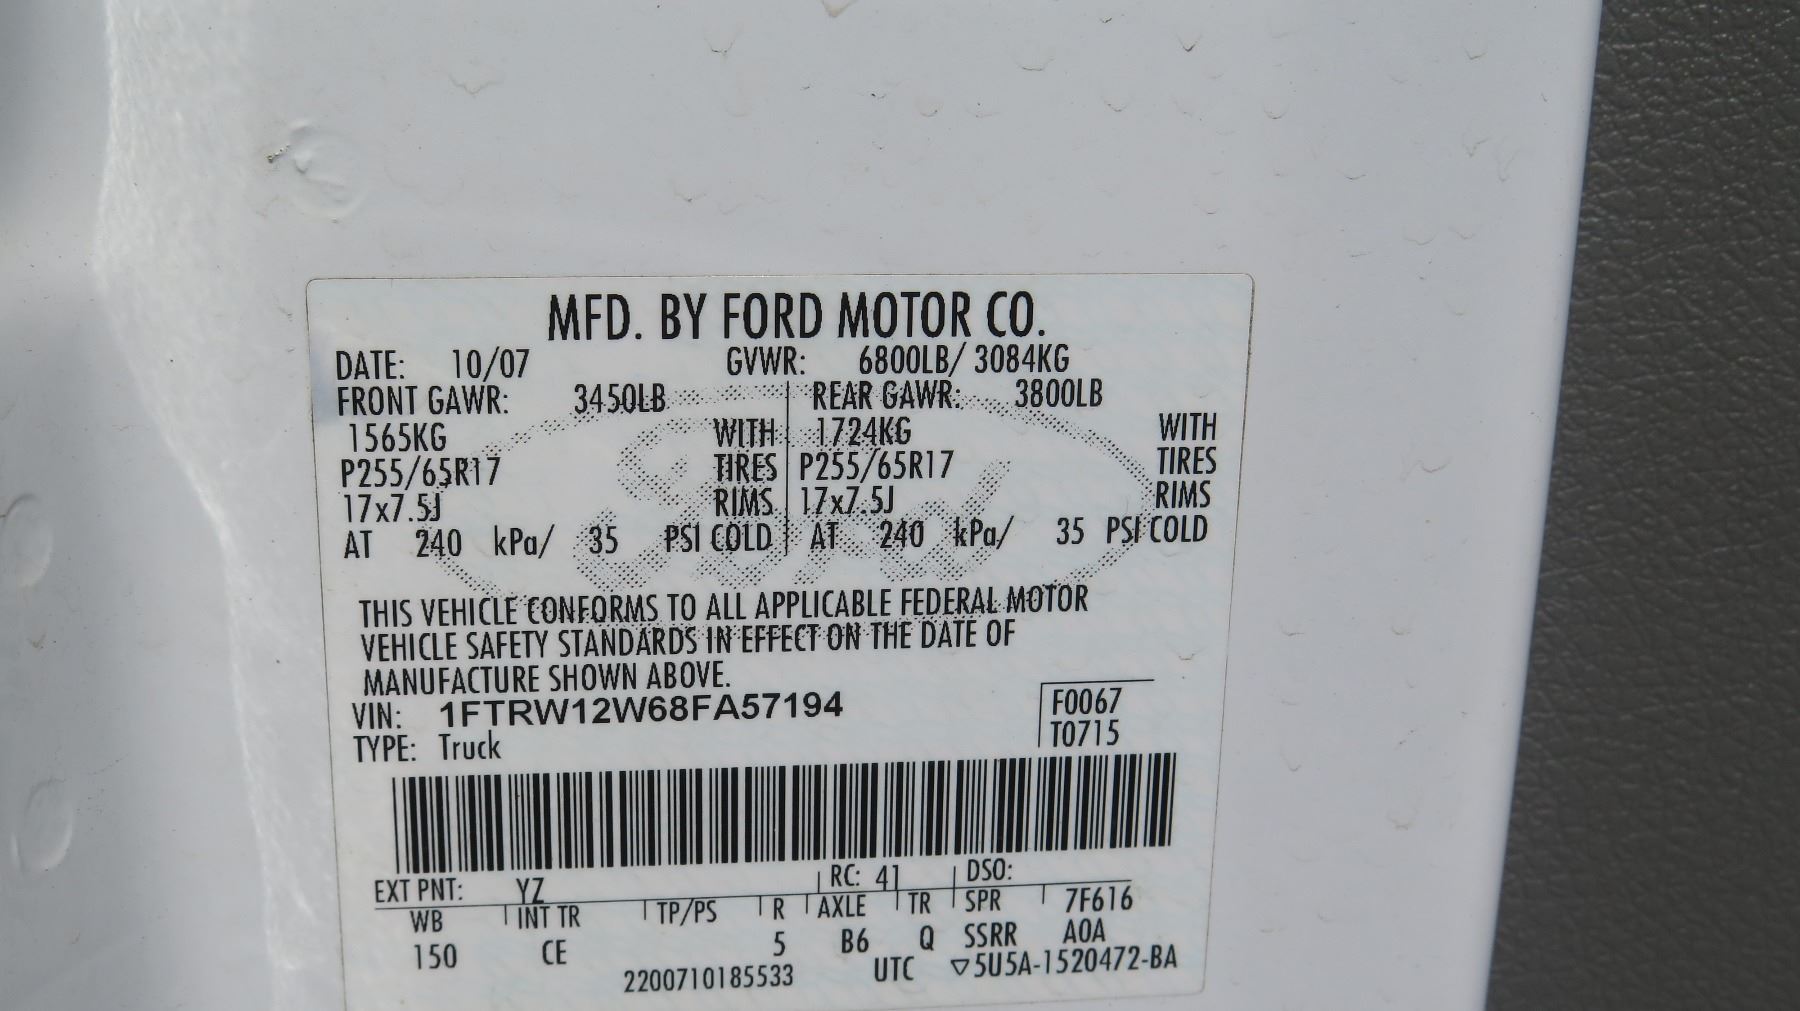 MFD. BY FORD MOTOR CO.
DATE: 10/07 GVWR: 6800LB/ 3084KG
FRONT GAWR: 3450LB REAR GAWR: 3800LB
1565KG WITH 1724KG WITH
P255/65R17 TIRES P255/65R17 TIRES
17x7.5J RIMS 17x7.5J RIMS
AT 240 kPa/ 35 PSI COLD AT 240 kPa/ 35 PSI COLD
Ford
THIS VEHICLE CONFORMS TO ALL APPLICABLE FEDERAL MOTOR
VEHICLE SAFETY STANDARDS IN EFFECT ON THE DATE OF
MANUFACTURE SHOWN ABOVE.
VIN: 1FTRW12W68FA57194 F0067
TYPE: Truck T0715
EXT PNT: YZ RC: 41 DSO:
WB INT TR TP/PS R AXLE TR SPR 7F616
150 CE 5 B6 Q SSRR A0A
2200710185533 UTC ▽5U5A-1520472-BA